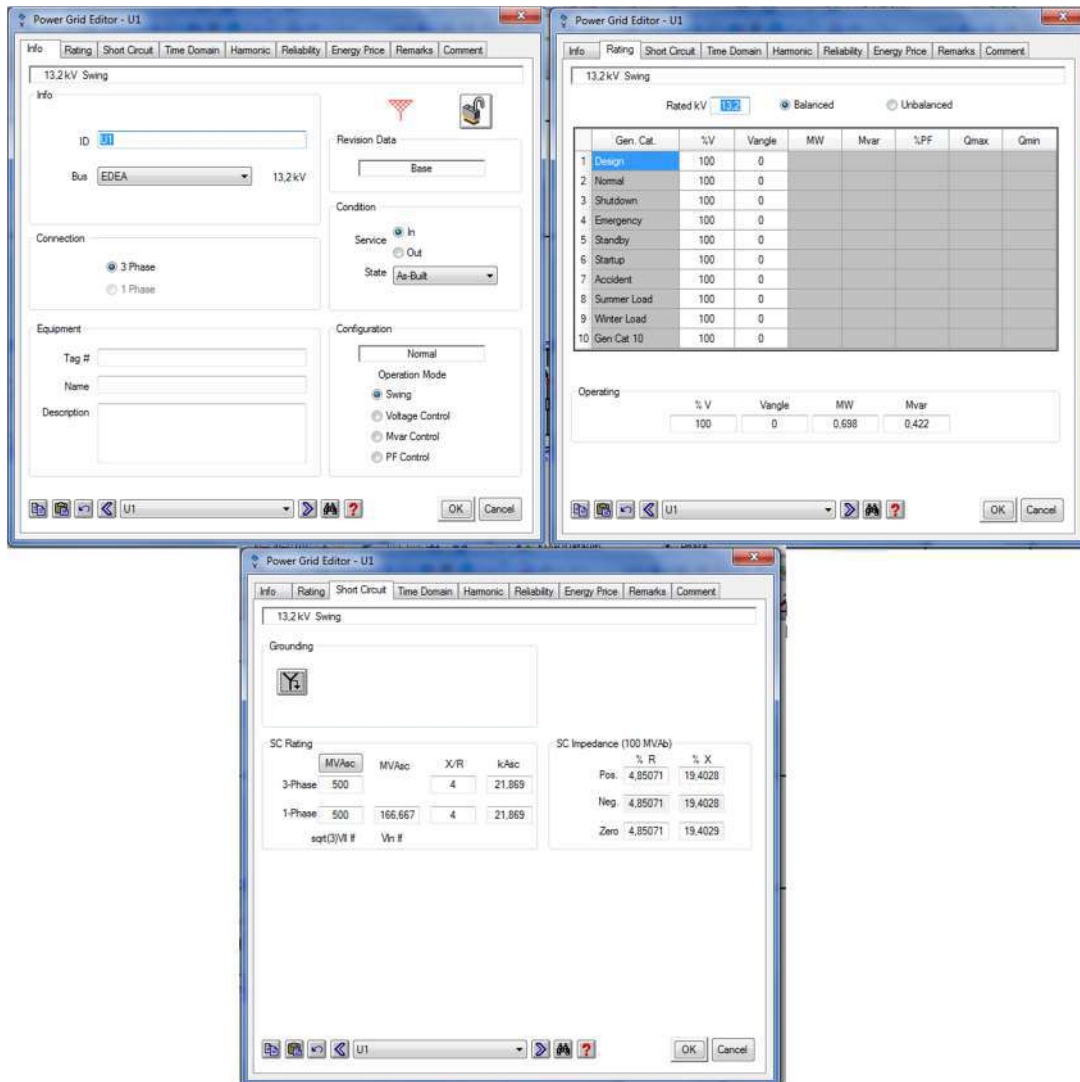 Power Grid Editor - U1
Info Rating Short Circuit Time Domain Harmonic Reliability Energy Price Remarks Comment
13,2 kV Swing
Info
ID U1
Bus EDEA 13,2 kV
Revision Data
Base
Condition
Service In
Out
State As-Built
Connection
3 Phase
1 Phase
Equipment
Tag #
Name
Description
Configuration
Normal
Operation Mode
Swing
Voltage Control
Mvar Control
PF Control
U1 ? OK Cancel
Power Grid Editor - U1
Info Rating Short Circuit Time Domain Harmonic Reliability Energy Price Remarks Comment
13,2 kV Swing
Rated kV 13,2 Balanced Unbalanced
Gen. Cat. %V Vangle MW Mvar %PF Qmax Qmin
1 Design 100 0
2 Normal 100 0
3 Shutdown 100 0
4 Emergency 100 0
5 Standby 100 0
6 Startup 100 0
7 Accident 100 0
8 Summer Load 100 0
9 Winter Load 100 0
10 Gen Cat 10 100 0
Operating
% V Vangle MW Mvar
100 0 0,698 0,422
U1 ? OK Cancel
Power Grid Editor - U1
Info Rating Short Circuit Time Domain Harmonic Reliability Energy Price Remarks Comment
13,2 kV Swing
Grounding
SC Rating
MVAsc MVAsc X/R kAsc
3-Phase 500 4 21,869
1-Phase 500 166,667 4 21,869
sqrt(3)Vll If Vln If
SC Impedance (100 MVAb)
% R % X
Pos. 4,85071 19,4028
Neg. 4,85071 19,4028
Zero 4,85071 19,4029
U1 ? OK Cancel